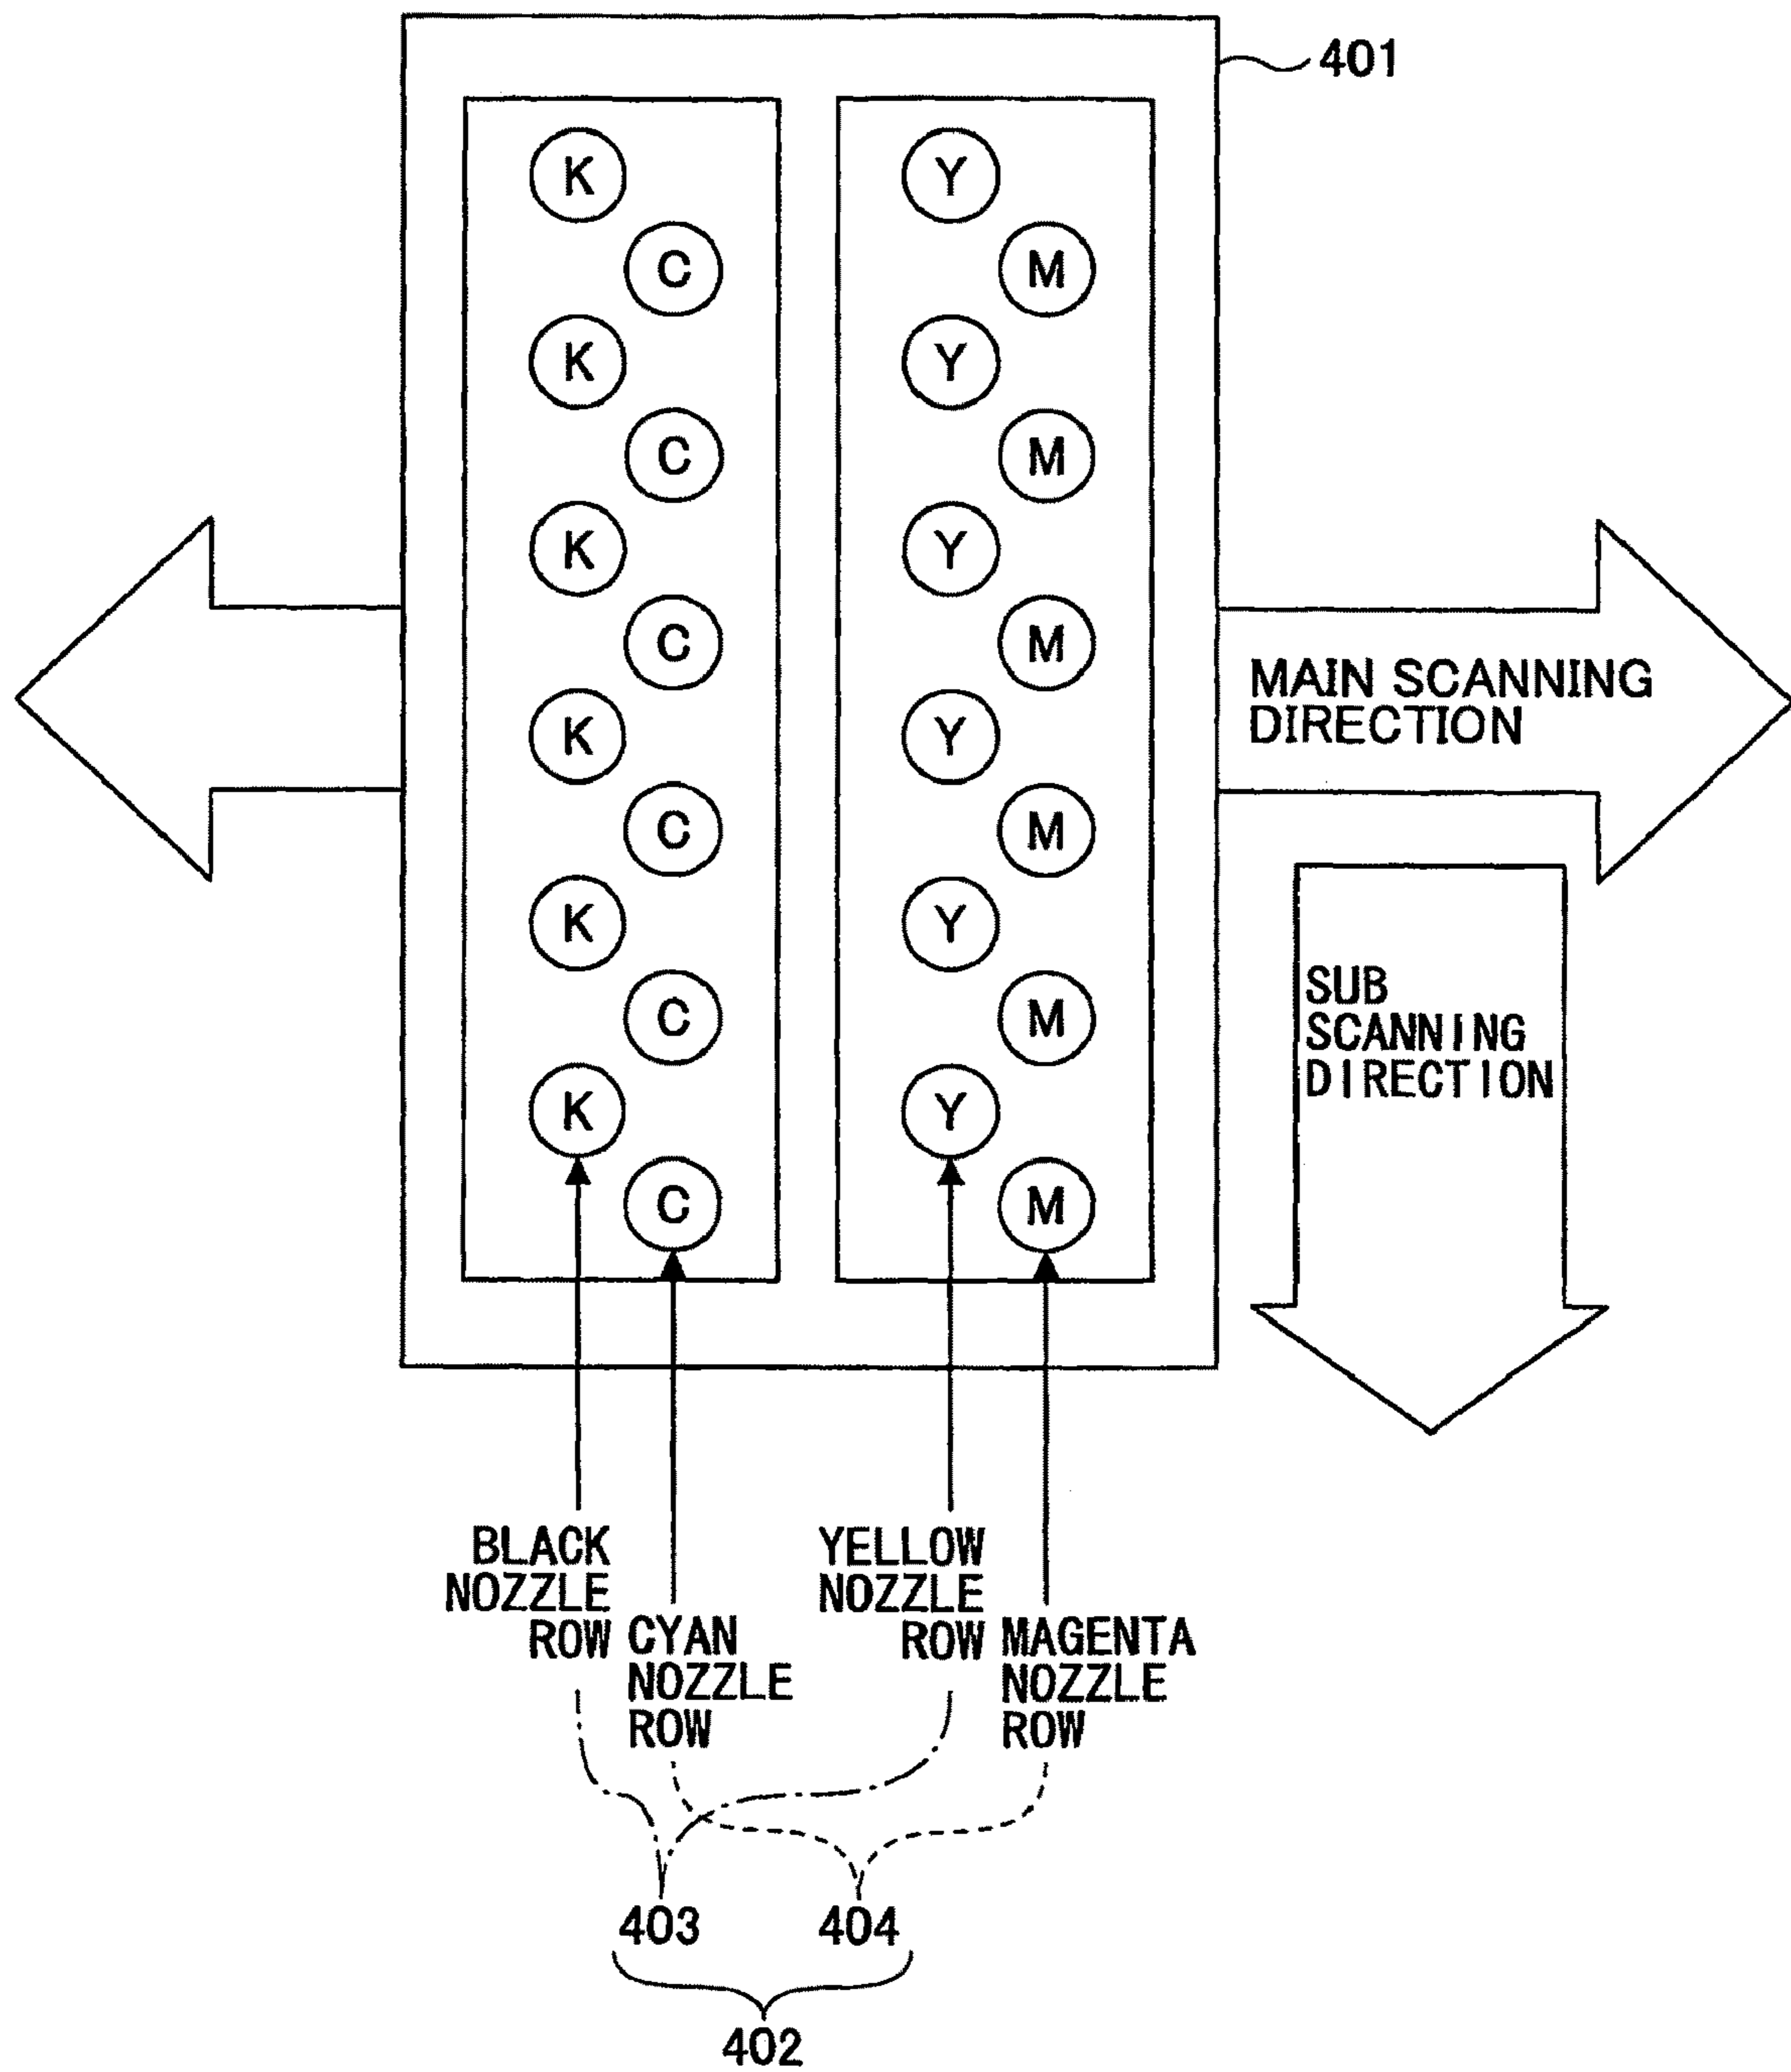 401
K Y
C M
K Y
C M
K Y
C M
K Y
C M
K Y
C M
K Y
C M
MAIN SCANNING
DIRECTION
SUB
SCANNING
DIRECTION
BLACK
NOZZLE
ROW
CYAN
NOZZLE
ROW
YELLOW
NOZZLE
ROW
MAGENTA
NOZZLE
ROW
403
404
402